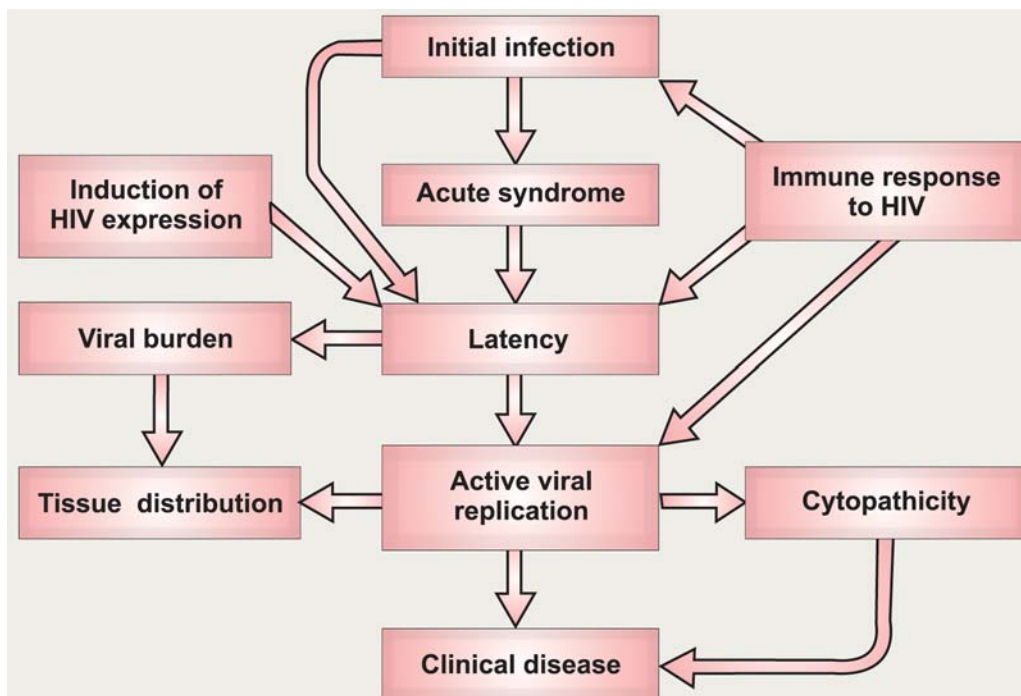 Initial infection
Induction of
HIV expression
Acute syndrome
Immune response
to HIV
Viral burden
Latency
Tissue distribution
Active viral
replication
Cytopathicity
Clinical disease